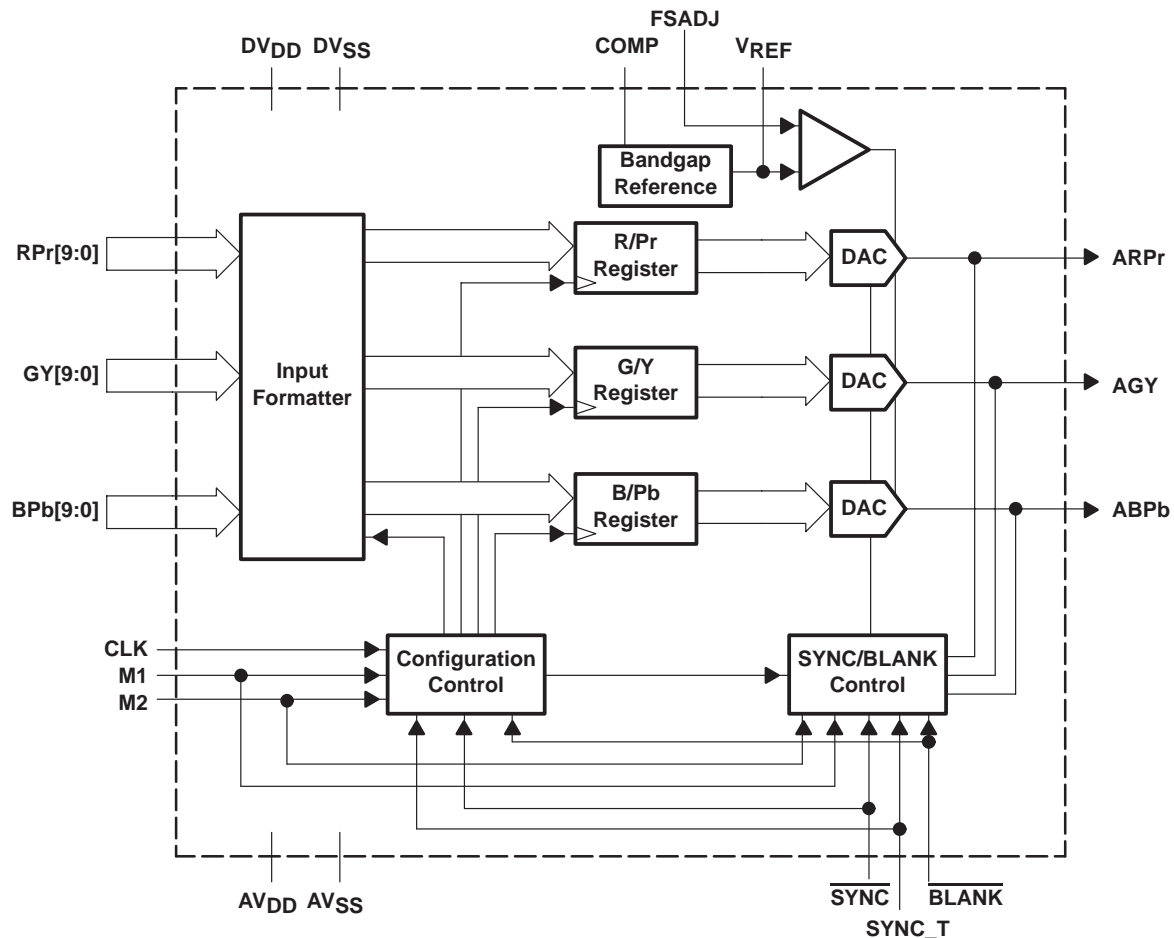 FSADJ
DVDD DVSS
COMP
VREF
Bandgap
Reference
RPr[9:0]
R/Pr
Register
DAC
ARPr
GY[9:0]
Input
Formatter
G/Y
Register
DAC
AGY
BPb[9:0]
B/Pb
Register
DAC
ABPb
CLK
M1
M2
Configuration
Control
SYNC/BLANK
Control
AVDD AVSS
SYNC
BLANK
SYNC_T